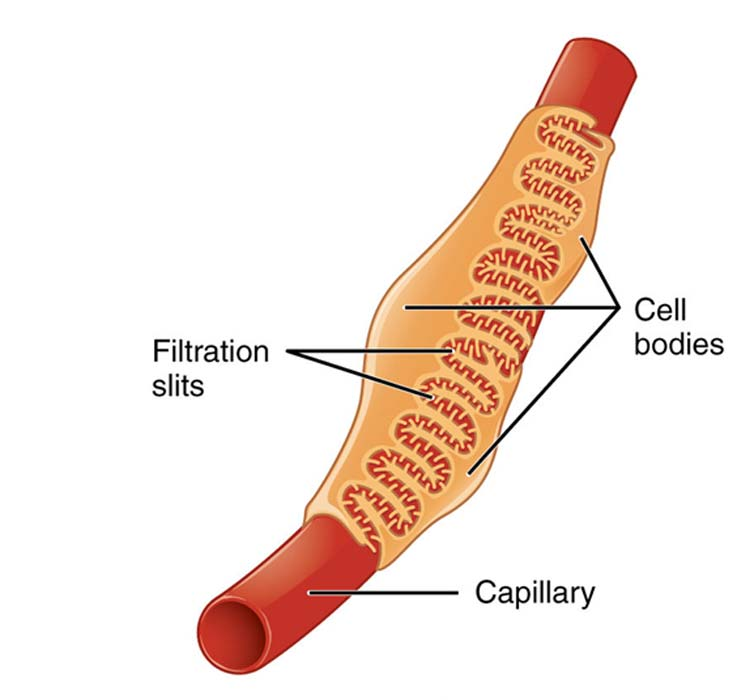 Cell
bodies
Filtration
slits
Capillary